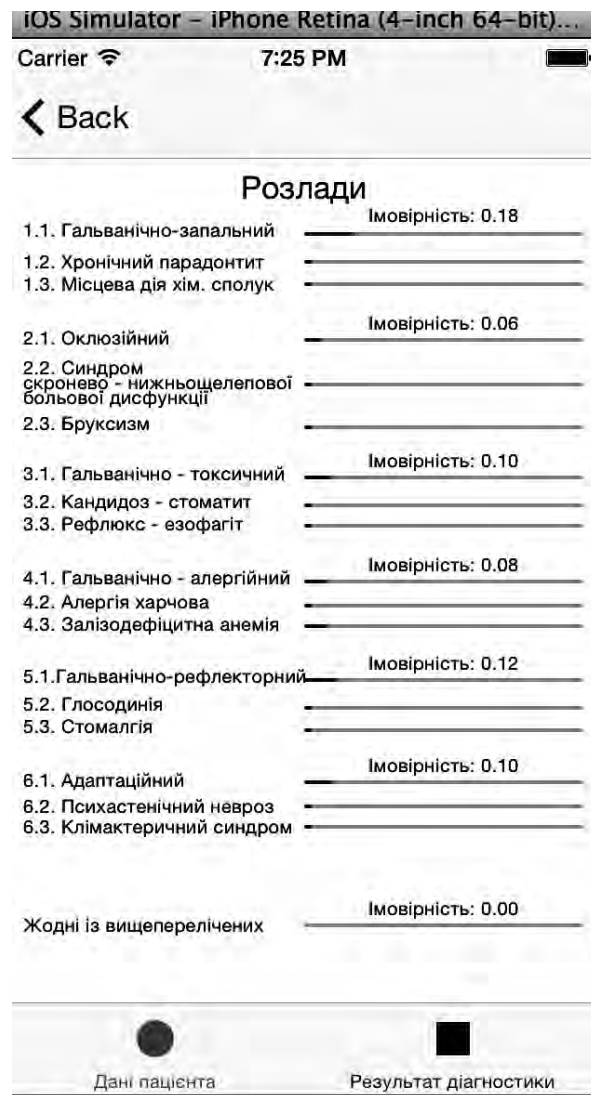 iOS Simulator – iPhone Retina (4-inch 64-bit)...
Carrier 7:25 PM
Back
Розлади
Імовірність: 0.18
1.1. Гальванічно-запальний
1.2. Хронічний парадонтит
1.3. Місцева дія хім. сполук
Імовірність: 0.06
2.1. Оклюзійний
2.2. Синдром
скронево - нижньощелепової
больової дисфункції
2.3. Бруксизм
Імовірність: 0.10
3.1. Гальванічно - токсичний
3.2. Кандидоз - стоматит
3.3. Рефлюкс - езофагіт
Імовірність: 0.08
4.1. Гальванічно - алергійний
4.2. Алергія харчова
4.3. Залізодефіцитна анемія
Імовірність: 0.12
5.1.Гальванічно-рефлекторний
5.2. Глосодинія
5.3. Стомалгія
Імовірність: 0.10
6.1. Адаптаційний
6.2. Психастенічний невроз
6.3. Клімактеричний синдром
Імовірність: 0.00
Жодні із вищеперелічених
Дані пацієнта Результат діагностики